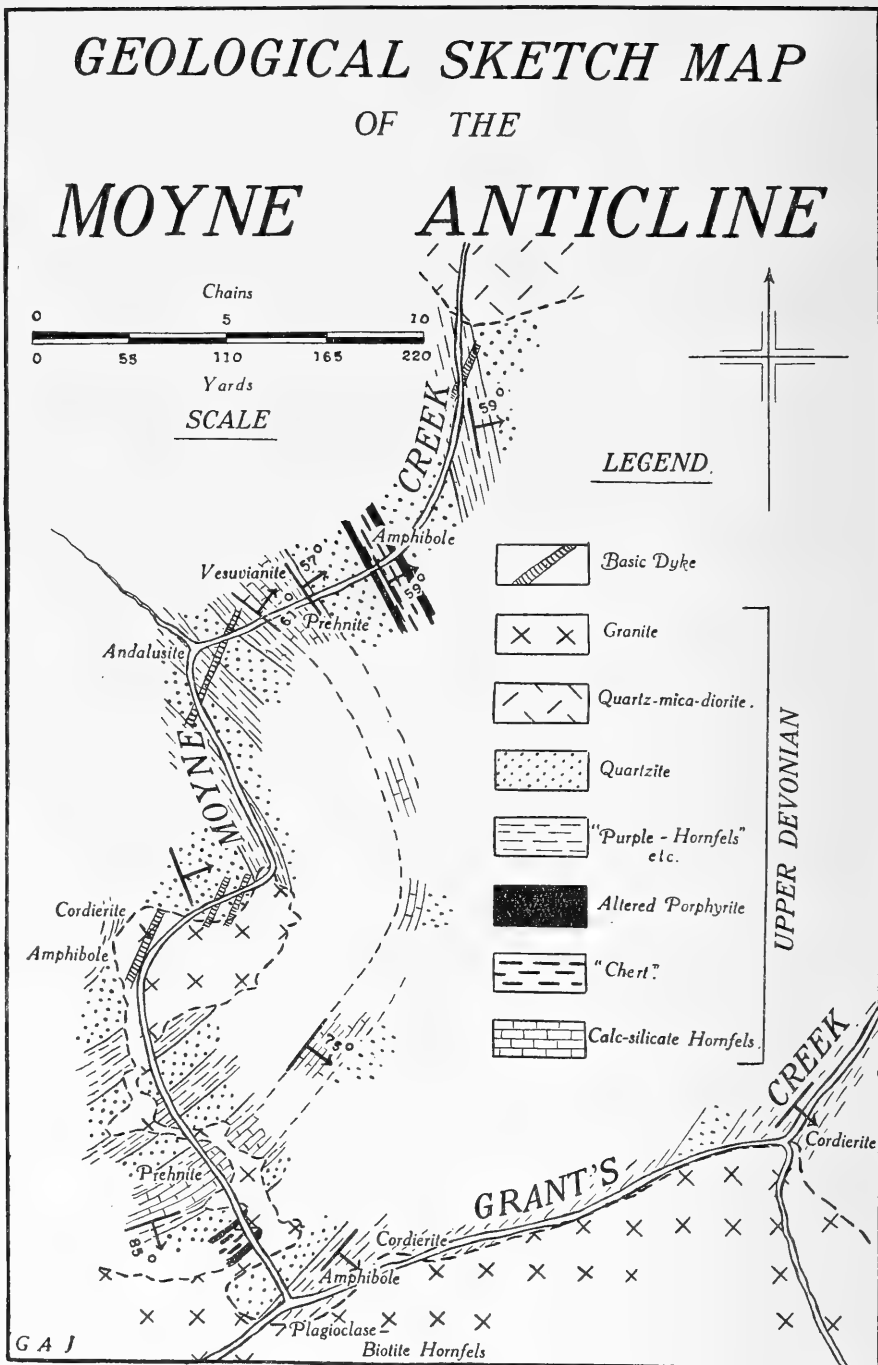 GEOLOGICAL SKETCH MAP
OF THE
MOYNE ANTICLINE
Chains
0 5 10
0 55 110 165 220
Yards
SCALE
CREEK
59°
LEGEND.
Amphibole
Basic Dyke
Vesuvianite
57°
61°
59°
Prehnite
Andalusite
Granite
Quartz-mica-diorite.
MOYNE
Quartzite
"Purple - Hornfels"
etc.
Cordierite
Amphibole
Altered Porphyrite
"Chert".
Calc-silicate Hornfels.
UPPER DEVONIAN
75°
CREEK
Cordierite
Prehnite
GRANT'S
85°
Cordierite
Amphibole
Plagioclase-
Biotite Hornfels
G A J